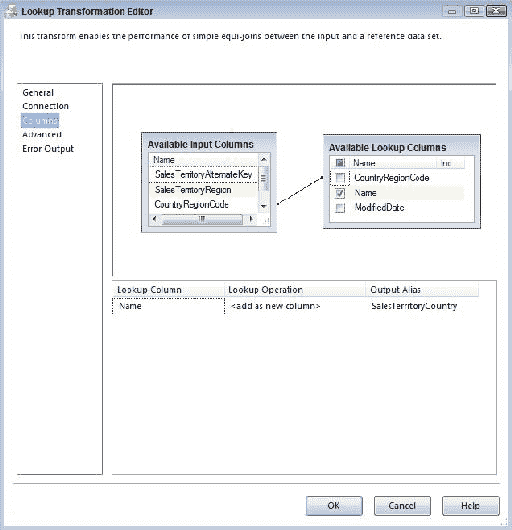 Lookup Transformation Editor
This transform enables the performance of simple equi-joins between the input and a reference data set.
General
Connection
Columns
Advanced
Error Output
Available Input Columns
Name
SalesTerritoryAlternateKey
SalesTerritoryRegion
CountryRegionCode
Available Lookup Columns
Name
CountryRegionCode
Name
ModifiedDate
Lookup Column Lookup Operation Output Alias
Name <add as new column> SalesTerritoryCountry
OK Cancel Help